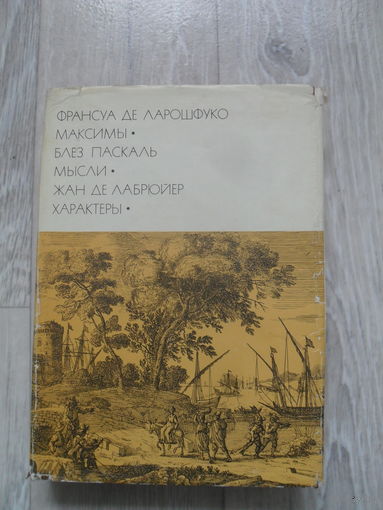 ФРАНСУА ДЕ ЛАРОШФУКО
МАКСИМЫ •
БЛЕЗ ПАСКАЛЬ
МЫСЛИ •
ЖАН ДЕ ЛАБРЮЙЕР
ХАРАКТЕРЫ •